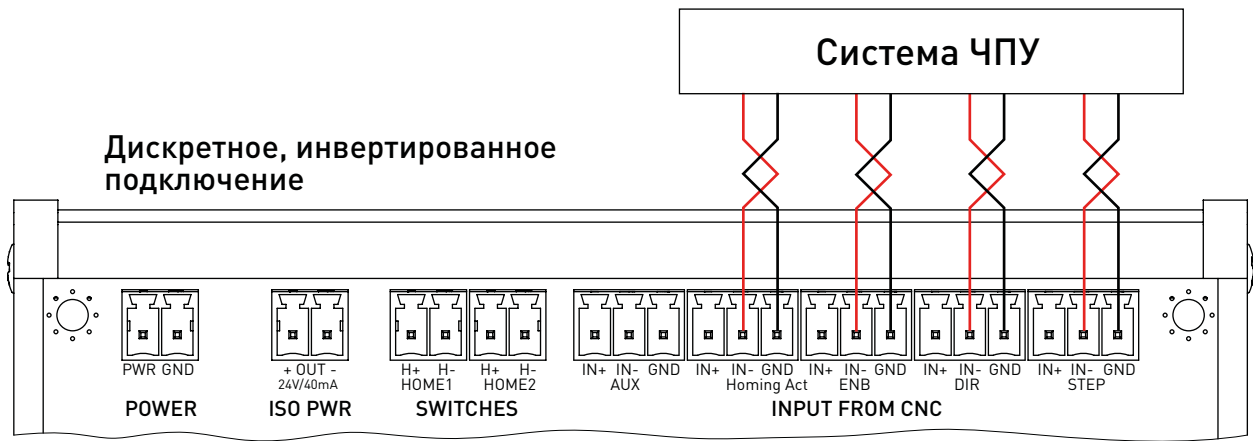 Система ЧПУ
Дискретное, инвертированное
подключение
PWR GND
+ OUT -
24V/40mA
H+ H-
HOME1
H+ H-
HOME2
IN+ IN- GND
AUX
IN+ IN- GND
Homing Act
IN+ IN- GND
ENB
IN+ IN- GND
DIR
IN+ IN- GND
STEP
POWER
ISO PWR
SWITCHES
INPUT FROM CNC